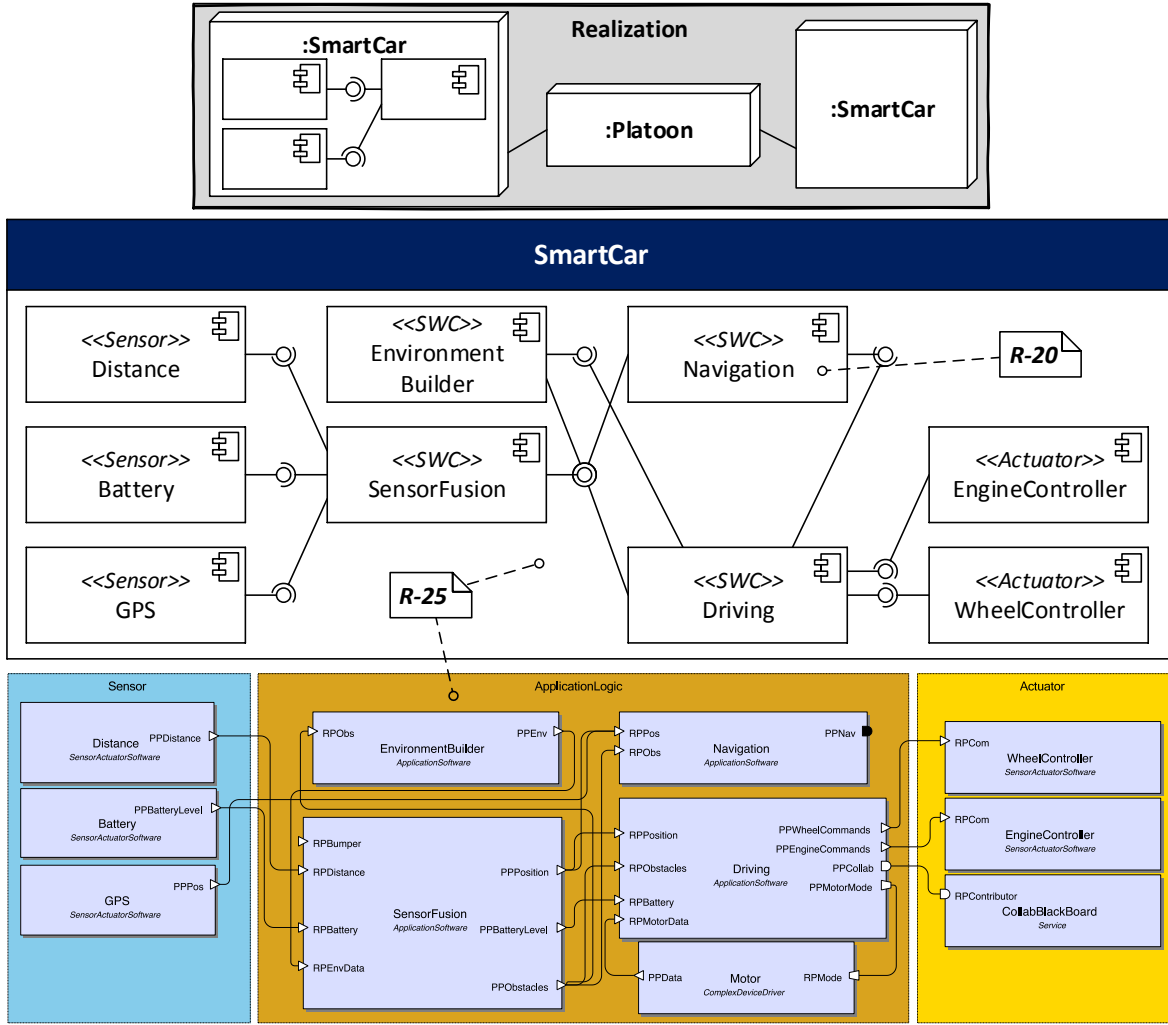 Realization
:SmartCar
:Platoon
:SmartCar
SmartCar
<<Sensor>>
Distance
<<SWC>>
Environment
Builder
<<SWC>>
Navigation
R-20
<<Sensor>>
Battery
<<SWC>>
SensorFusion
<<Actuator>>
EngineController
<<Sensor>>
GPS
R-25
<<SWC>>
Driving
<<Actuator>>
WheelController
Sensor
Distance
SensorActuatorSoftware
PPDistance
Battery
SensorActuatorSoftware
PPBatteryLevel
GPS
SensorActuatorSoftware
PPPos
ApplicationLogic
RPObs
EnvironmentBuilder
ApplicationSoftware
PPEnv
RPPos
RPObs
Navigation
ApplicationSoftware
PPNav
RPBumper
RPDistance
RPBattery
RPEnvData
SensorFusion
ApplicationSoftware
PPPosition
PPBatteryLevel
PPObstacles
RPPosition
RPObstacles
RPBattery
RPMotorData
Driving
ApplicationSoftware
PPWheelCommands
PPEngineCommands
PPCollab
PPMotorMode
PPData
Motor
ComplexDeviceDriver
RPMode
Actuator
RPCom
WheelController
SensorActuatorSoftware
RPCom
EngineController
SensorActuatorSoftware
RPContributor
CollabBlackBoard
Service